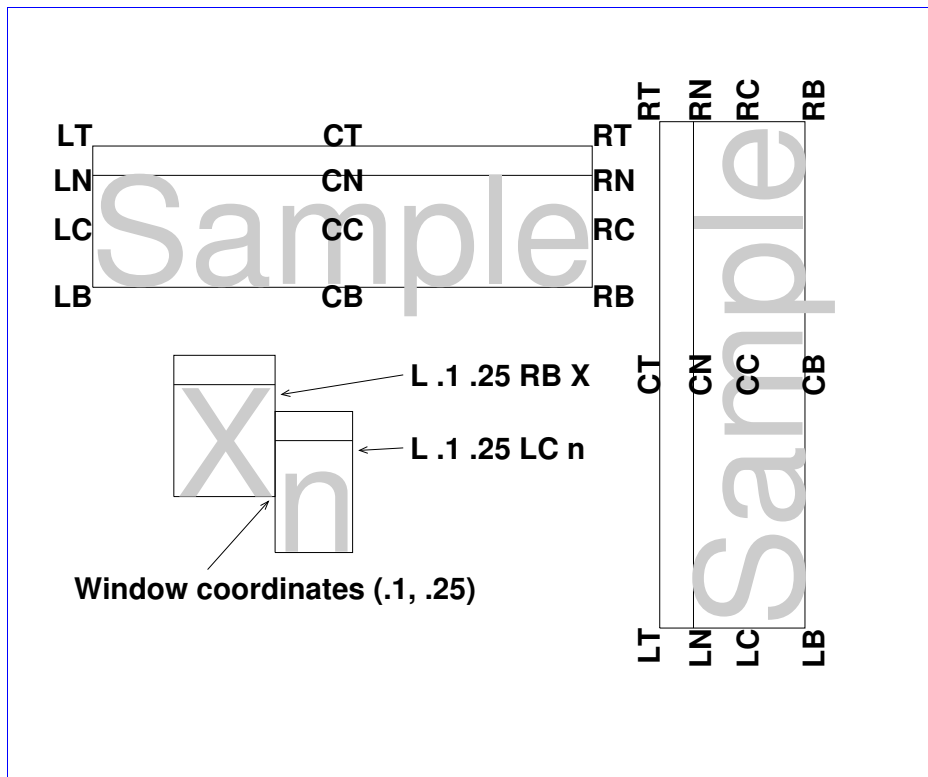 LT CT RT
LN CN RN
Sample
LC CC RC
LB CB RB
L .1 .25 RB X
L .1 .25 LC n
X
n
Window coordinates (.1, .25)
RT RN RC RB
Sample
CT CN CC CB
LT LN LC LB